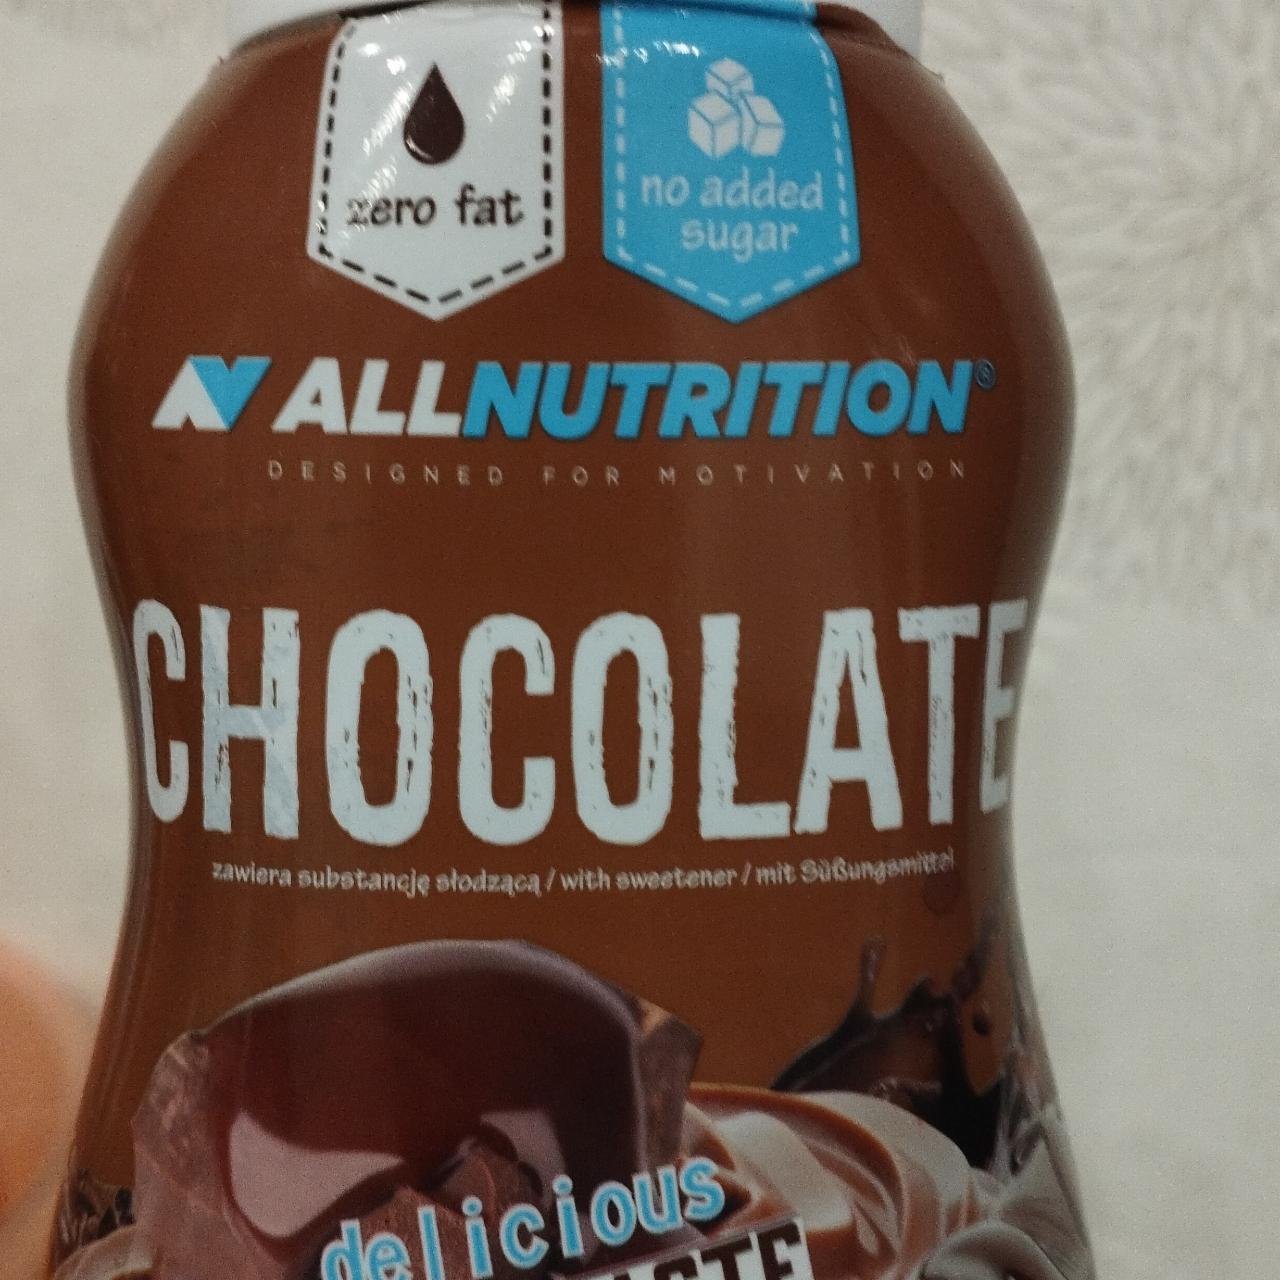 zero fat
no added
sugar
ALLNUTRITION®
DESIGNED FOR MOTIVATION
CHOCOLATE
zawiera substancję słodzącą / with sweetener / mit Süßungsmittel
delicious